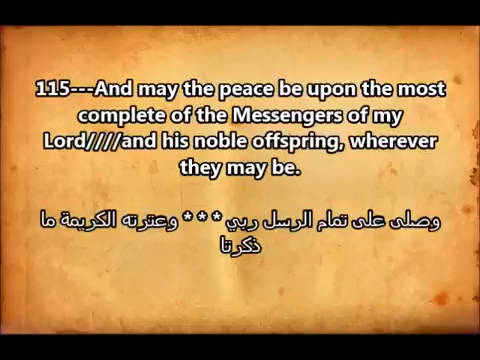 115---And may the peace be upon the most
complete of the Messengers of my
Lord////and his noble offspring, wherever
they may be.
وصلى على تمام الرسل ربي * * * وعترته الكريمة ما
ذكرتا